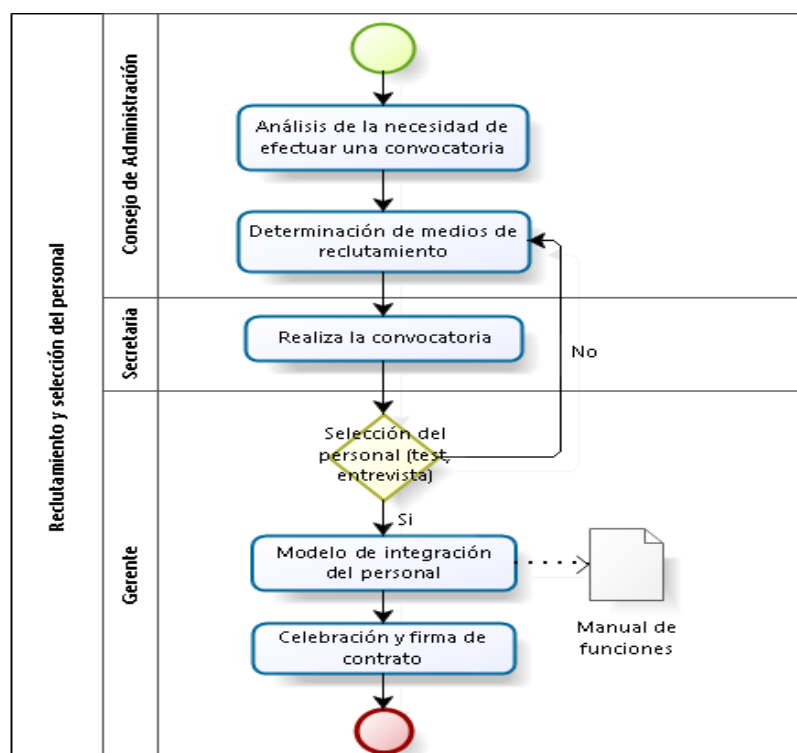 Reclutamiento y selección del personal
Consejo de Administración
Análisis de la necesidad de
efectuar una convocatoria
Determinación de medios de
reclutamiento
Secretaria
Realiza la convocatoria
No
Gerente
Selección del
personal (test,
entrevista)
Si
Modelo de integración
del personal
Manual de
funciones
Celebración y firma de
contrato